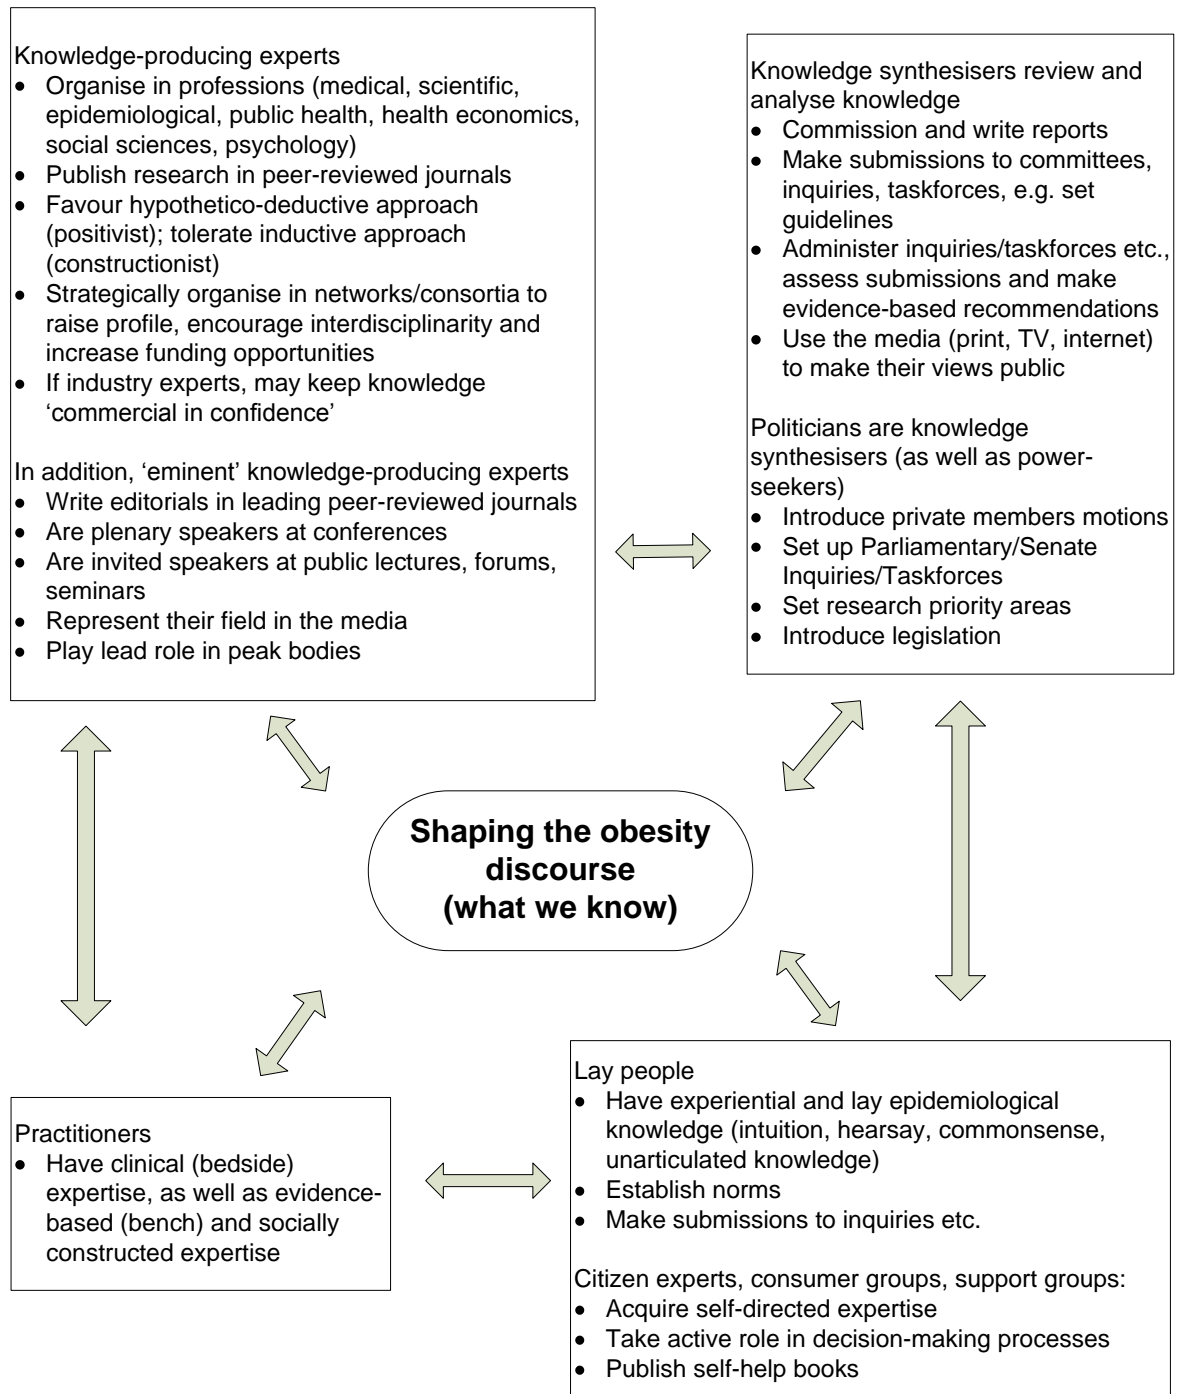 Knowledge-producing experts
• Organise in professions (medical, scientific,
epidemiological, public health, health economics,
social sciences, psychology)
• Publish research in peer-reviewed journals
• Favour hypothetico-deductive approach
(positivist); tolerate inductive approach
(constructionist)
• Strategically organise in networks/consortia to
raise profile, encourage interdisciplinarity and
increase funding opportunities
• If industry experts, may keep knowledge
‘commercial in confidence’
In addition, ‘eminent’ knowledge-producing experts
• Write editorials in leading peer-reviewed journals
• Are plenary speakers at conferences
• Are invited speakers at public lectures, forums,
seminars
• Represent their field in the media
• Play lead role in peak bodies
Knowledge synthesisers review and
analyse knowledge
• Commission and write reports
• Make submissions to committees,
inquiries, taskforces, e.g. set
guidelines
• Administer inquiries/taskforces etc.,
assess submissions and make
evidence-based recommendations
• Use the media (print, TV, internet)
to make their views public
Politicians are knowledge
synthesisers (as well as power-
seekers)
• Introduce private members motions
• Set up Parliamentary/Senate
Inquiries/Taskforces
• Set research priority areas
• Introduce legislation
Shaping the obesity
discourse
(what we know)
Practitioners
• Have clinical (bedside)
expertise, as well as evidence-
based (bench) and socially
constructed expertise
Lay people
• Have experiential and lay epidemiological
knowledge (intuition, hearsay, commonsense,
unarticulated knowledge)
• Establish norms
• Make submissions to inquiries etc.
Citizen experts, consumer groups, support groups:
• Acquire self-directed expertise
• Take active role in decision-making processes
• Publish self-help books